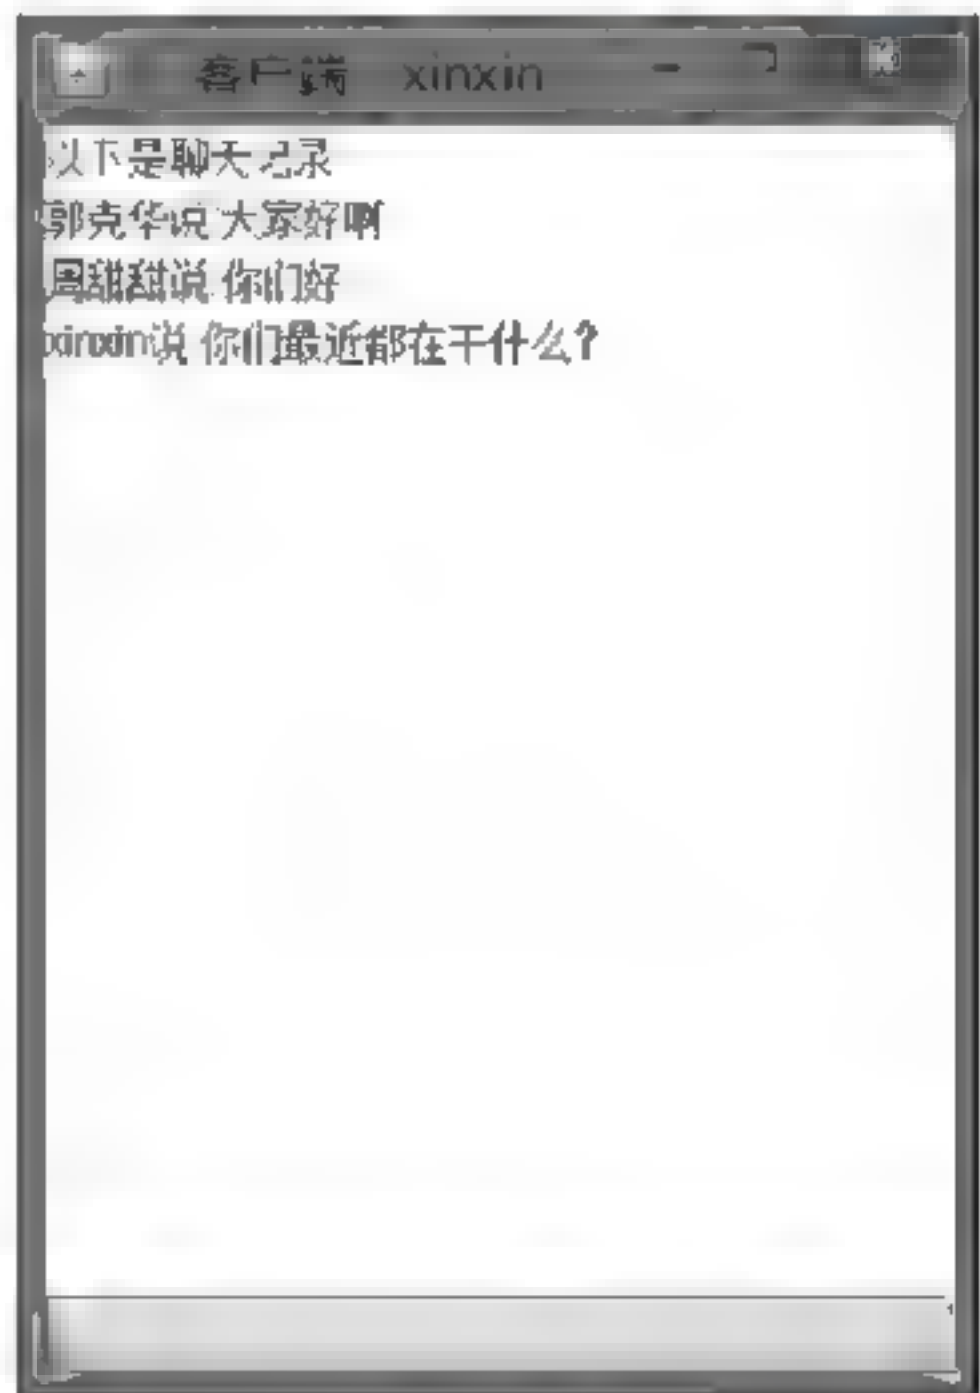 客户端 xinxin
以下是聊天记录
郭克华说 大家好啊
周甜甜说 你们好
xinxin说 你们最近都在干什么?